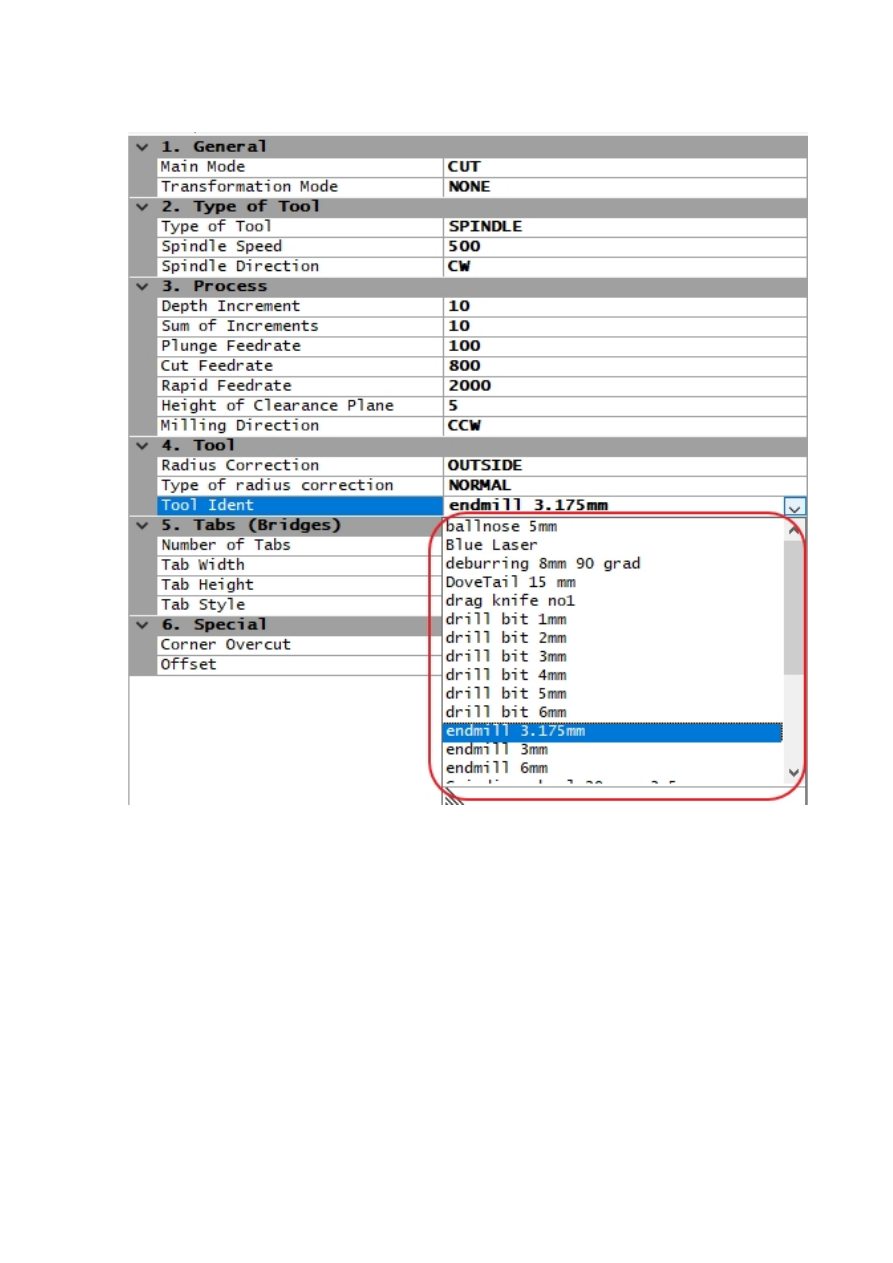 1. General
Main Mode CUT
Transformation Mode NONE
2. Type of Tool
Type of Tool SPINDLE
Spindle Speed 500
Spindle Direction CW
3. Process
Depth Increment 10
Sum of Increments 10
Plunge Feedrate 100
Cut Feedrate 800
Rapid Feedrate 2000
Height of Clearance Plane 5
Milling Direction CCW
4. Tool
Radius Correction OUTSIDE
Type of radius correction NORMAL
Tool Ident endmill 3.175mm
5. Tabs (Bridges)
Number of Tabs
Tab Width
Tab Height
Tab Style
6. Special
Corner Overcut
Offset
ballnose 5mm
Blue Laser
deburring 8mm 90 grad
DoveTail 15 mm
drag knife no1
drill bit 1mm
drill bit 2mm
drill bit 3mm
drill bit 4mm
drill bit 5mm
drill bit 6mm
endmill 3.175mm
endmill 3mm
endmill 6mm